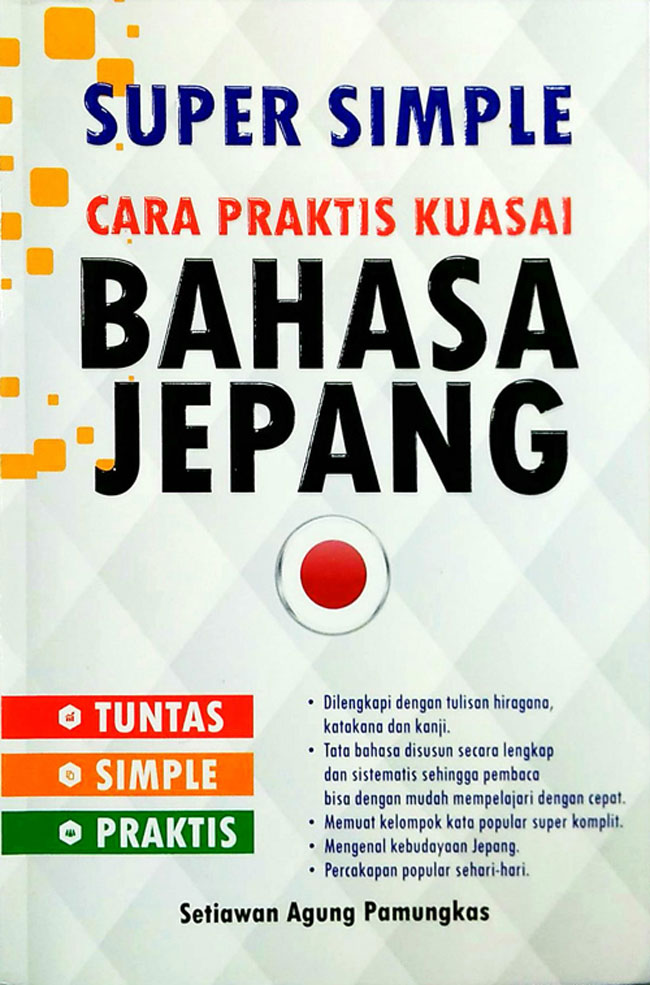 SUPER SIMPLE
CARA PRAKTIS KUASAI
BAHASA
JEPANG
TUNTAS
SIMPLE
PRAKTIS
• Dilengkapi dengan tulisan hiragana,
katakana dan kanji.
• Tata bahasa disusun secara lengkap
dan sistematis sehingga pembaca
bisa dengan mudah mempelajari dengan cepat.
• Memuat kelompok kata popular super komplit.
• Mengenal kebudayaan Jepang.
• Percakapan popular sehari-hari.
Setiawan Agung Pamungkas